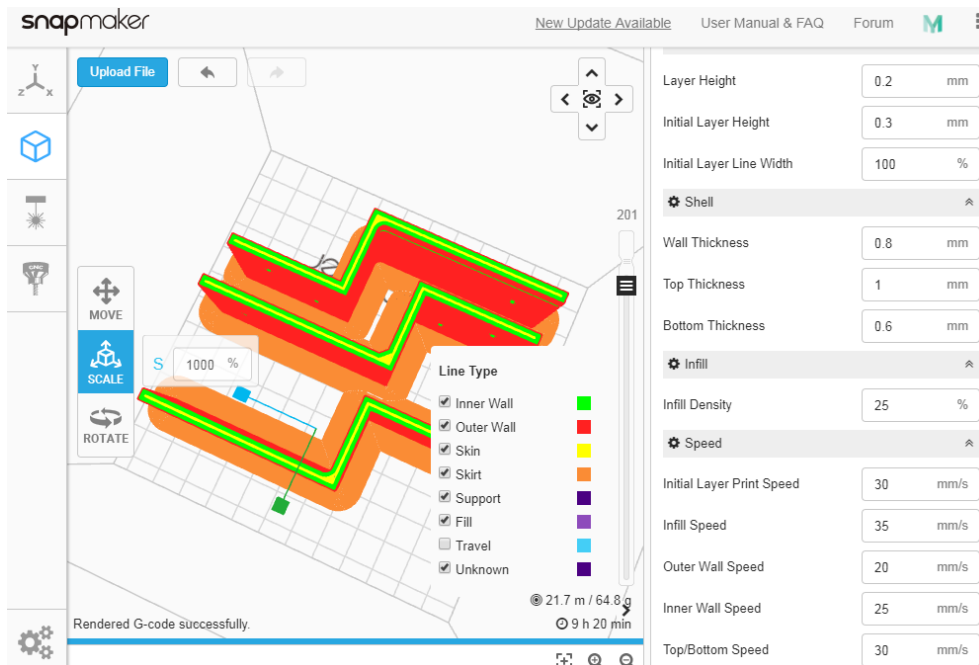 snapmaker
New Update Available User Manual & FAQ Forum
Upload File
Y
Z X
CNC
MOVE
SCALE
ROTATE
S 1000 %
201
Line Type
Inner Wall
Outer Wall
Skin
Skirt
Support
Fill
Travel
Unknown
21.7 m / 64.8 g
9 h 20 min
Rendered G-code successfully.
Layer Height 0.2 mm
Initial Layer Height 0.3 mm
Initial Layer Line Width 100 %
Shell
Wall Thickness 0.8 mm
Top Thickness 1 mm
Bottom Thickness 0.6 mm
Infill
Infill Density 25 %
Speed
Initial Layer Print Speed 30 mm/s
Infill Speed 35 mm/s
Outer Wall Speed 20 mm/s
Inner Wall Speed 25 mm/s
Top/Bottom Speed 30 mm/s